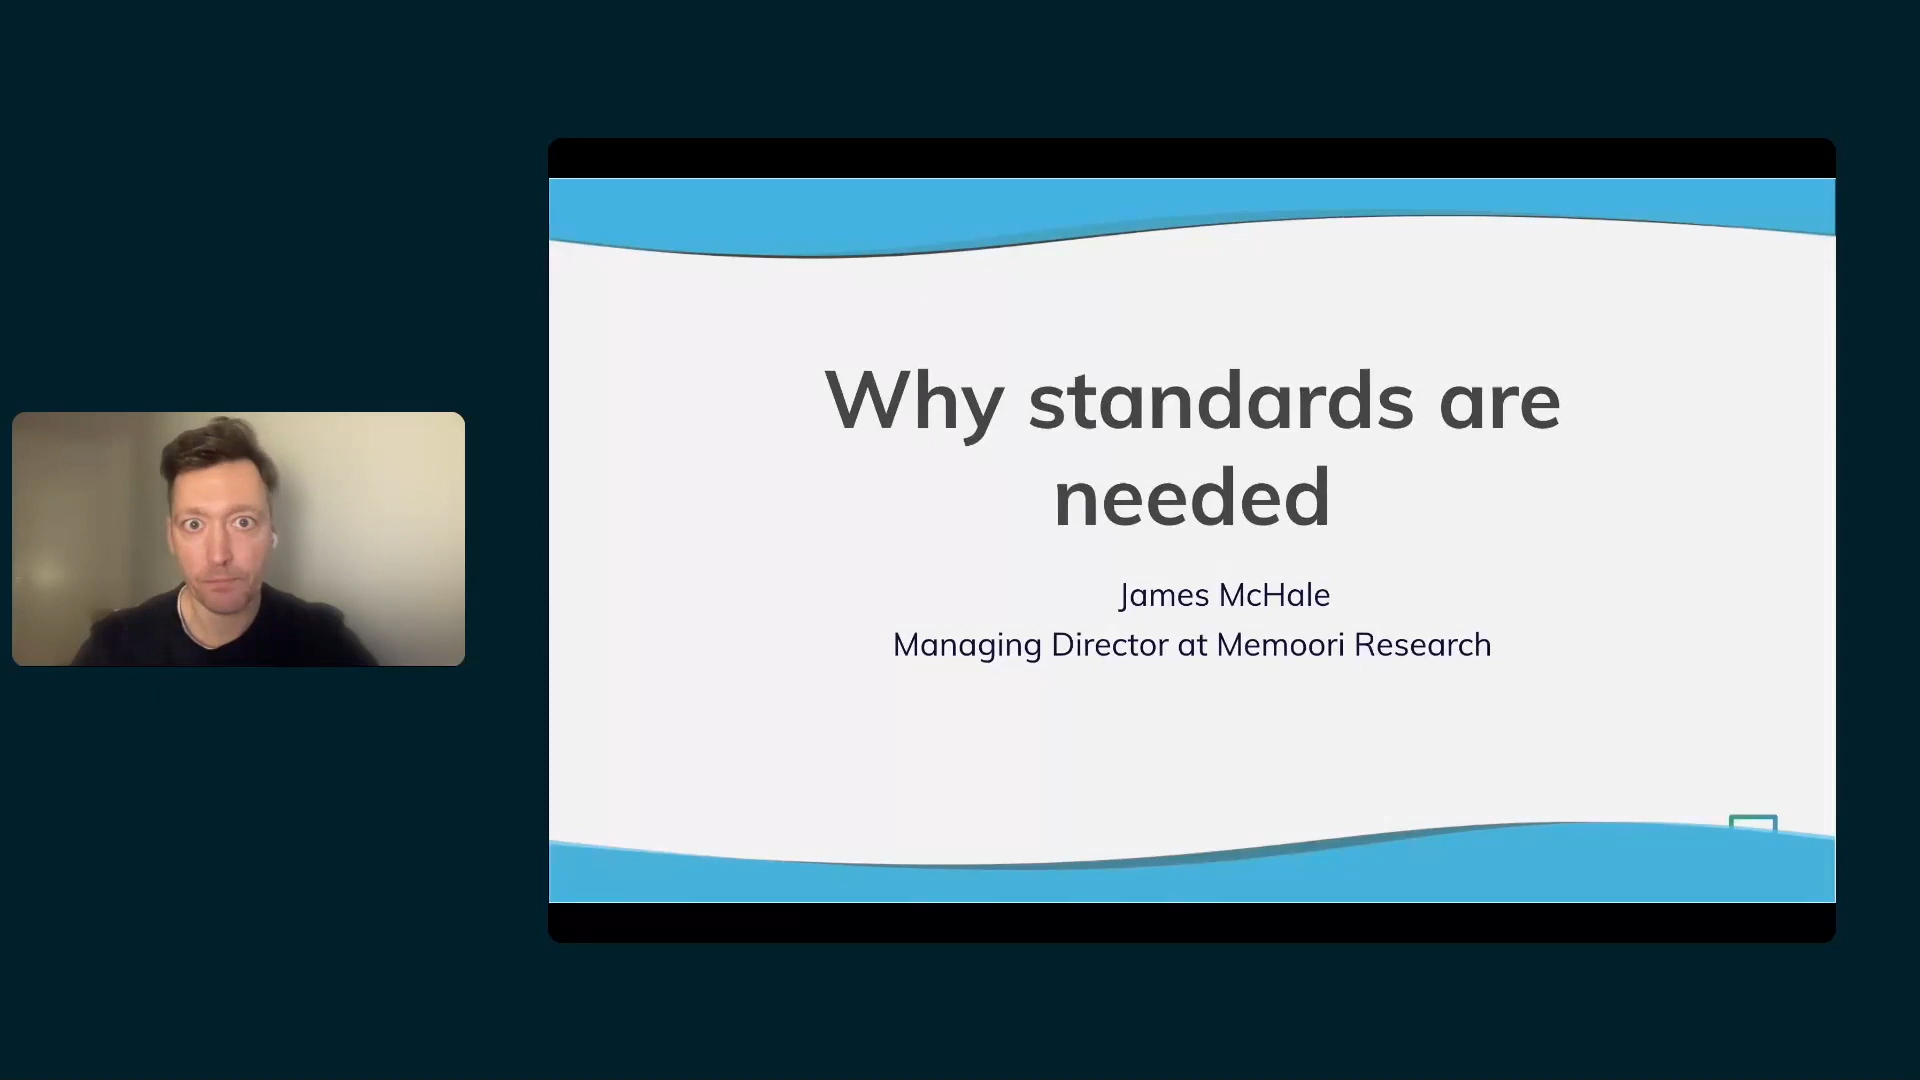 Why standards are
needed
James McHale
Managing Director at Memoori Research